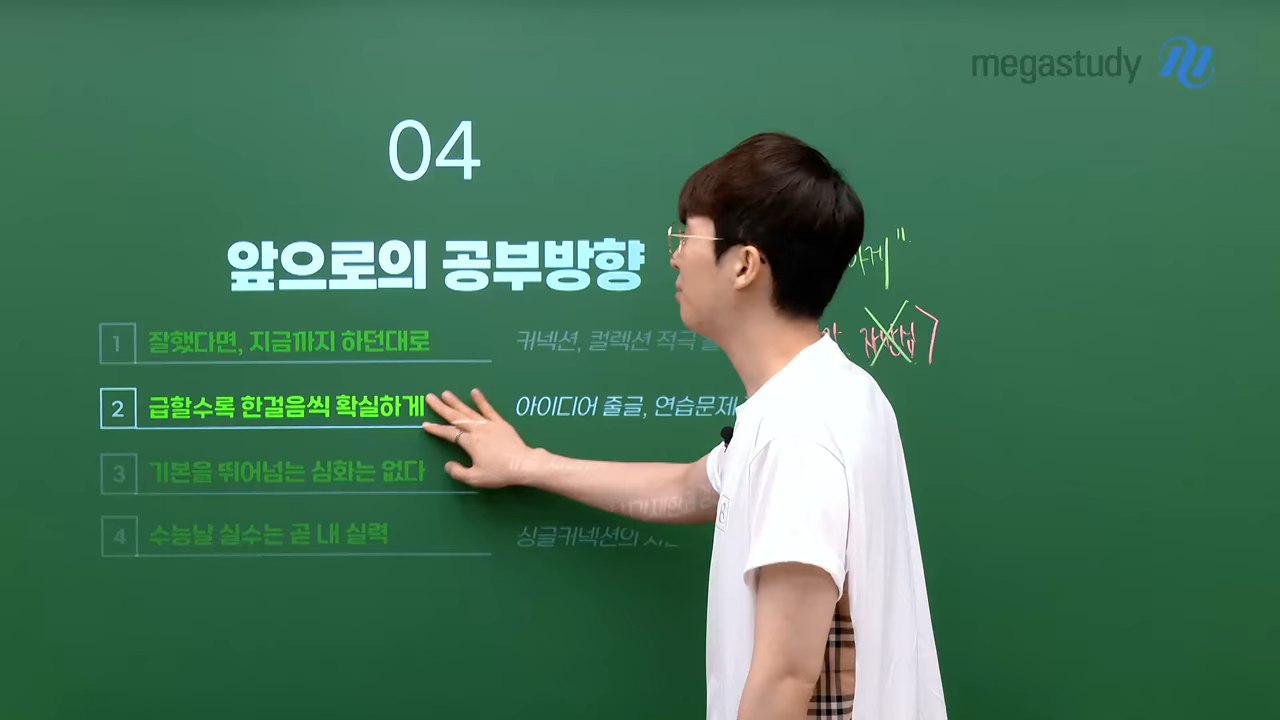 megastudy
04
앞으로의 공부방향
1 잘했다면, 지금까지 하던대로 커넥션, 컬렉션 적극
2 급할수록 한걸음씩 확실하게 아이디어 줄글, 연습문제
3 기본을 뛰어넘는 심화는 없다
4 수능날 실수는 곧 내 실력 싱글커넥션의